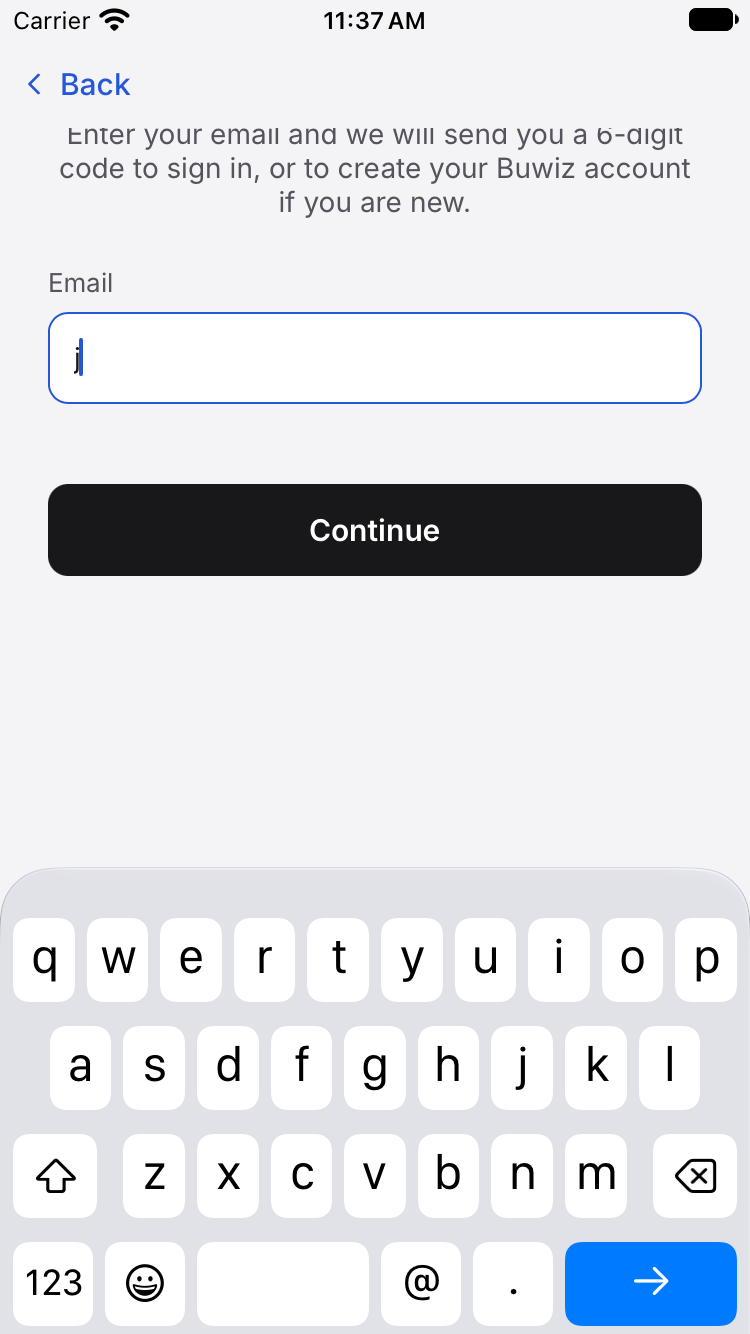 Carrier
11:37 AM
Back
Enter your email and we will send you a 6-digit
code to sign in, or to create your Buwiz account
if you are new.
Email
j
Continue
q w e r t y u i o p
a s d f g h j k l
z x c v b n m
123 @ .